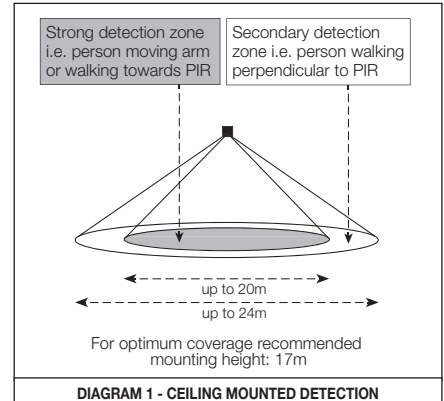 Strong detection zone
i.e. person moving arm
or walking towards PIR
Secondary detection
zone i.e. person walking
perpendicular to PIR
up to 20m
up to 24m
For optimum coverage recommended
mounting height: 17m
DIAGRAM 1 - CEILING MOUNTED DETECTION